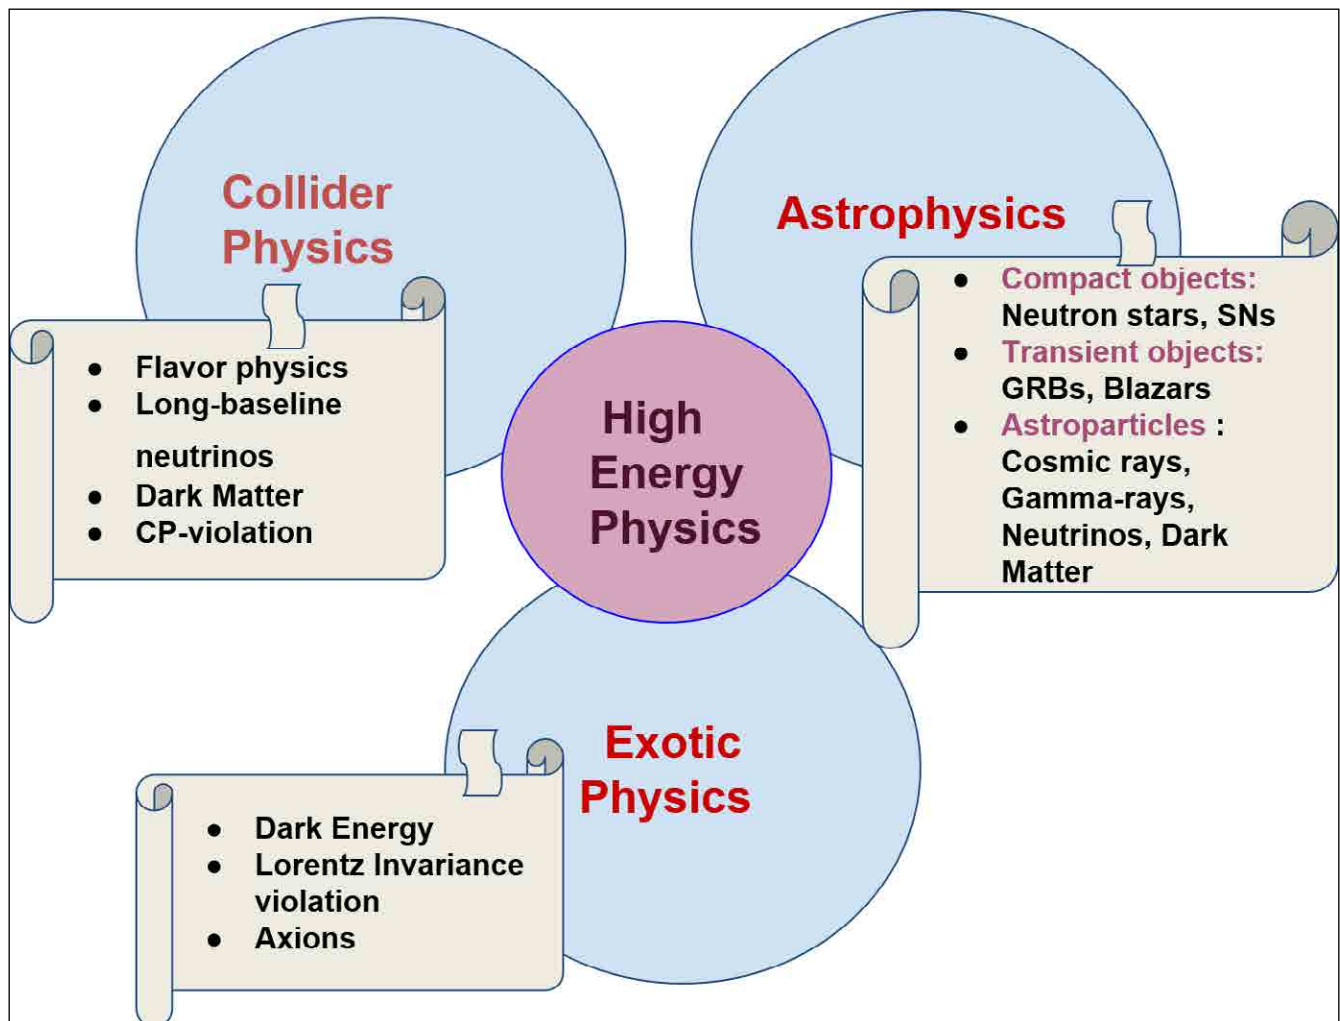 Collider
Physics
● Flavor physics
● Long-baseline
neutrinos
● Dark Matter
● CP-violation
Astrophysics
● Compact objects:
Neutron stars, SNs
● Transient objects:
GRBs, Blazars
● Astroparticles :
Cosmic rays,
Gamma-rays,
Neutrinos, Dark
Matter
High
Energy
Physics
Exotic
Physics
● Dark Energy
● Lorentz Invariance
violation
● Axions